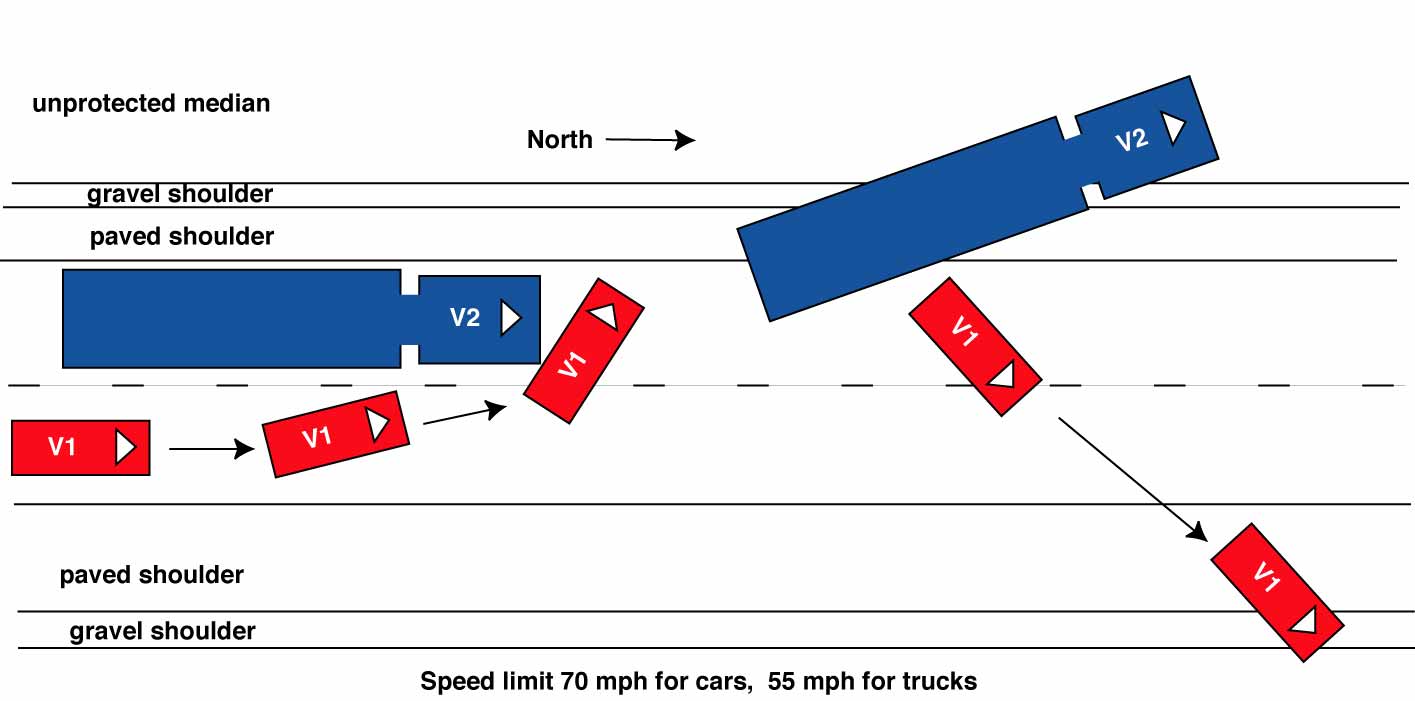 unprotected median
North
V2
gravel shoulder
paved shoulder
V2
V1
V1
V1
V1
V1
paved shoulder
gravel shoulder
Speed limit 70 mph for cars, 55 mph for trucks